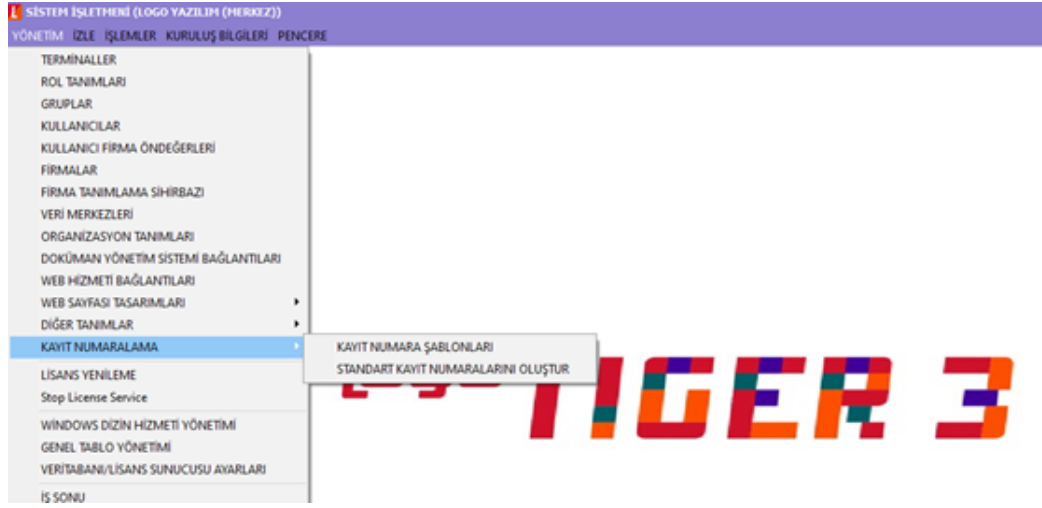 SİSTEM İŞLETMENİ (LOGO YAZILIM (MERKEZ))
YÖNETİM İZLE İŞLEMLER KURULUŞ BİLGİLERİ PENCERE
TERMİNALLER
ROL TANIMLARI
GRUPLAR
KULLANICILAR
KULLANICI FİRMA ÖNDEĞERLERİ
FİRMALAR
FİRMA TANIMLAMA SİHİRBAZI
VERİ MERKEZLERİ
ORGANİZASYON TANIMLARI
DOKÜMAN YÖNETİM SİSTEMİ BAĞLANTILARI
WEB HİZMETİ BAĞLANTILARI
WEB SAYFASI TASARIMLARI
DİĞER TANIMLAR
KAYIT NUMARALAMA
KAYIT NUMARA ŞABLONLARI
STANDART KAYIT NUMARALARINI OLUŞTUR
LİSANS YENİLEME
Stop License Service
WİNDOWS DİZİN HİZMETİ YÖNETİMİ
GENEL TABLO YÖNETİMİ
VERİTABANI/LİSANS SUNUCUSU AYARLARI
İŞ SONU
TIGER 3